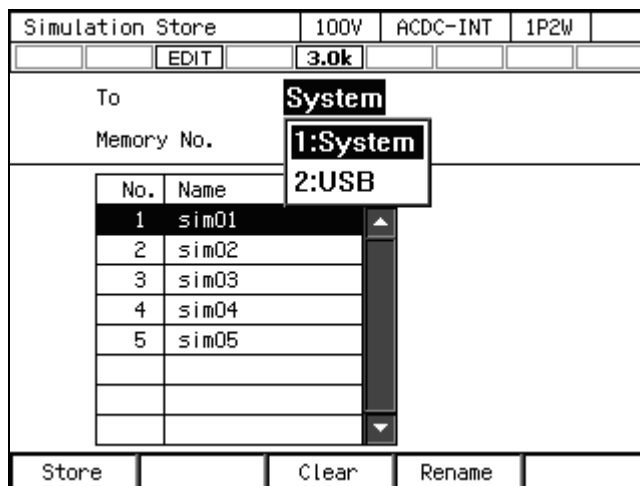 Simulation Store 100V ACDC-INT 1P2W
EDIT 3.0k
To System
Memory No. 1:System
2:USB
No. Name
1 sim01
2 sim02
3 sim03
4 sim04
5 sim05
Store Clear Rename